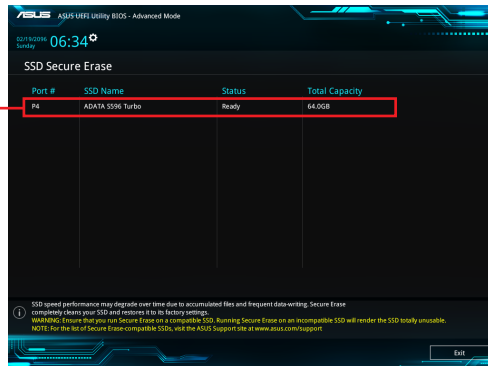 ASUS ASUS UEFI Utility BIOS - Advanced Mode
02/19/2096
Sunday
06:34
SSD Secure Erase
Port # SSD Name Status Total Capacity
P4 ADATA S596 Turbo Ready 64.0GB
SSD speed performance may degrade over time due to accumulated files and frequent data-writing. Secure Erase
completely cleans your SSD and restores it to its factory settings.
WARNING: Ensure that you run Secure Erase on a compatible SSD. Running Secure Erase on an incompatible SSD will render the SSD totally unusable.
NOTE: For the list of Secure Erase-compatible SSDs, visit the ASUS Support site at www.asus.com/support
Exit